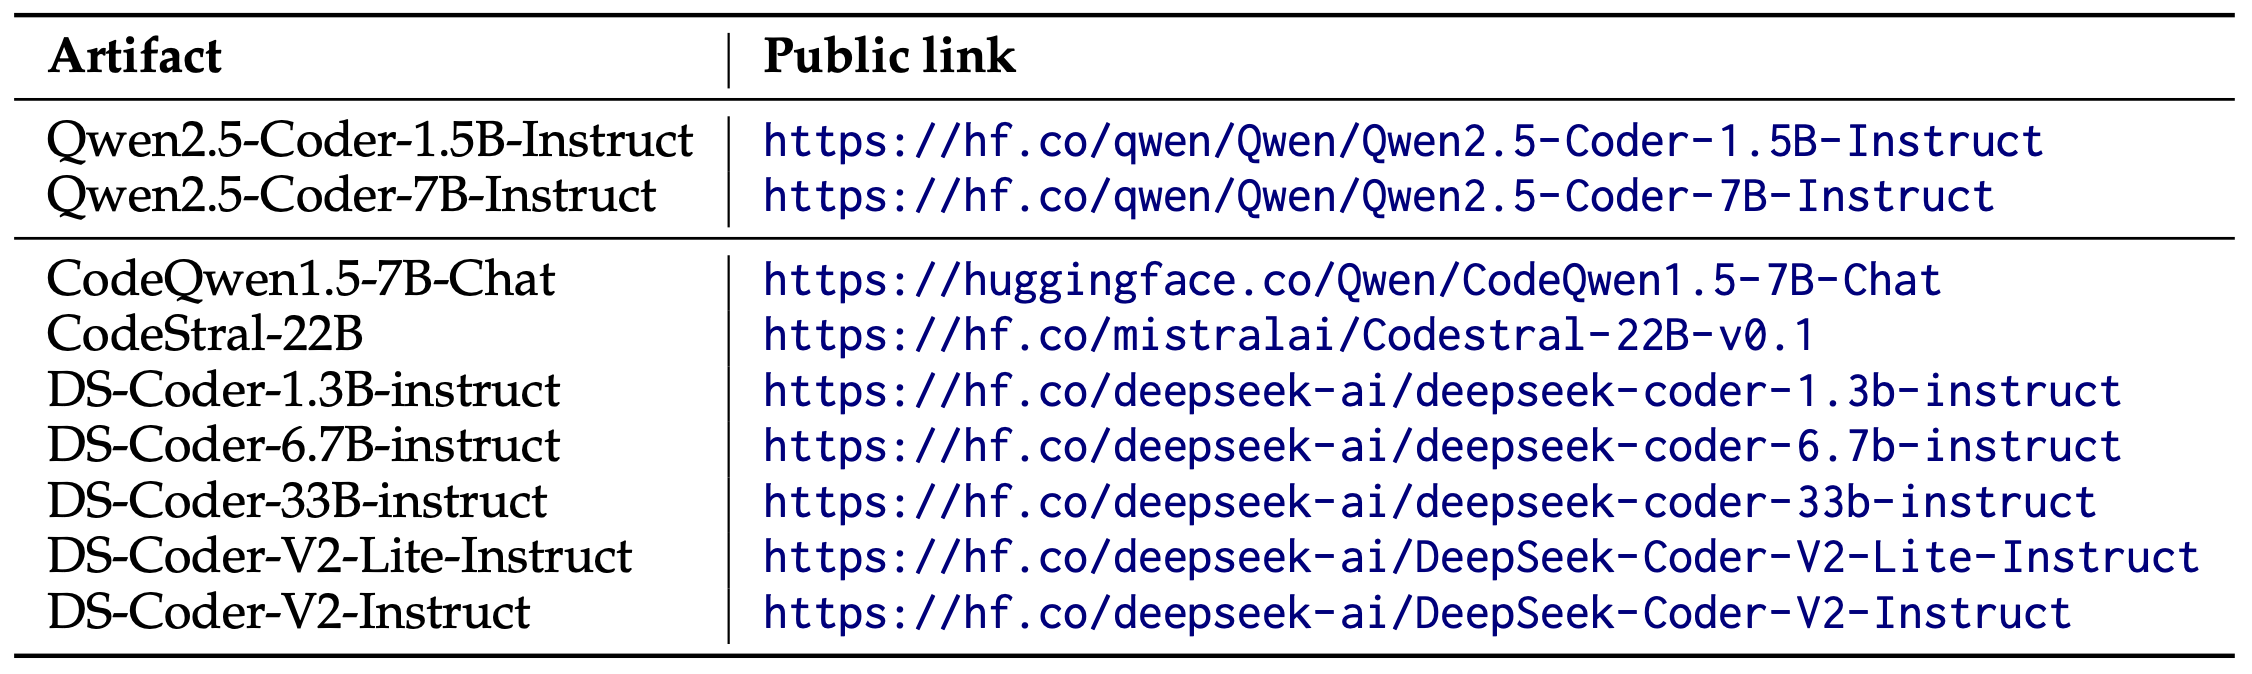 Artifact Public link
Qwen2.5-Coder-1.5B-Instruct https://hf.co/qwen/Qwen/Qwen2.5-Coder-1.5B-Instruct
Qwen2.5-Coder-7B-Instruct https://hf.co/qwen/Qwen/Qwen2.5-Coder-7B-Instruct
CodeQwen1.5-7B-Chat https://huggingface.co/Qwen/CodeQwen1.5-7B-Chat
CodeStral-22B https://hf.co/mistralai/Codestral-22B-v0.1
DS-Coder-1.3B-instruct https://hf.co/deepseek-ai/deepseek-coder-1.3b-instruct
DS-Coder-6.7B-instruct https://hf.co/deepseek-ai/deepseek-coder-6.7b-instruct
DS-Coder-33B-instruct https://hf.co/deepseek-ai/deepseek-coder-33b-instruct
DS-Coder-V2-Lite-Instruct https://hf.co/deepseek-ai/DeepSeek-Coder-V2-Lite-Instruct
DS-Coder-V2-Instruct https://hf.co/deepseek-ai/DeepSeek-Coder-V2-Instruct